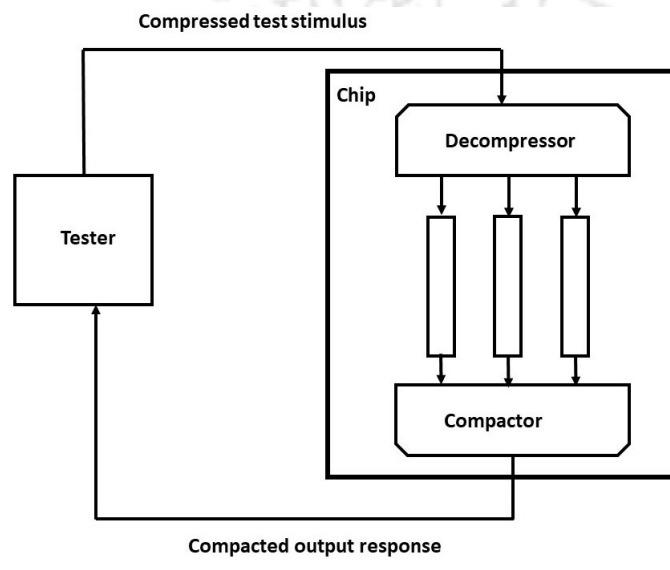 Compressed test stimulus
Chip
Decompressor
Tester
Compactor
Compacted output response